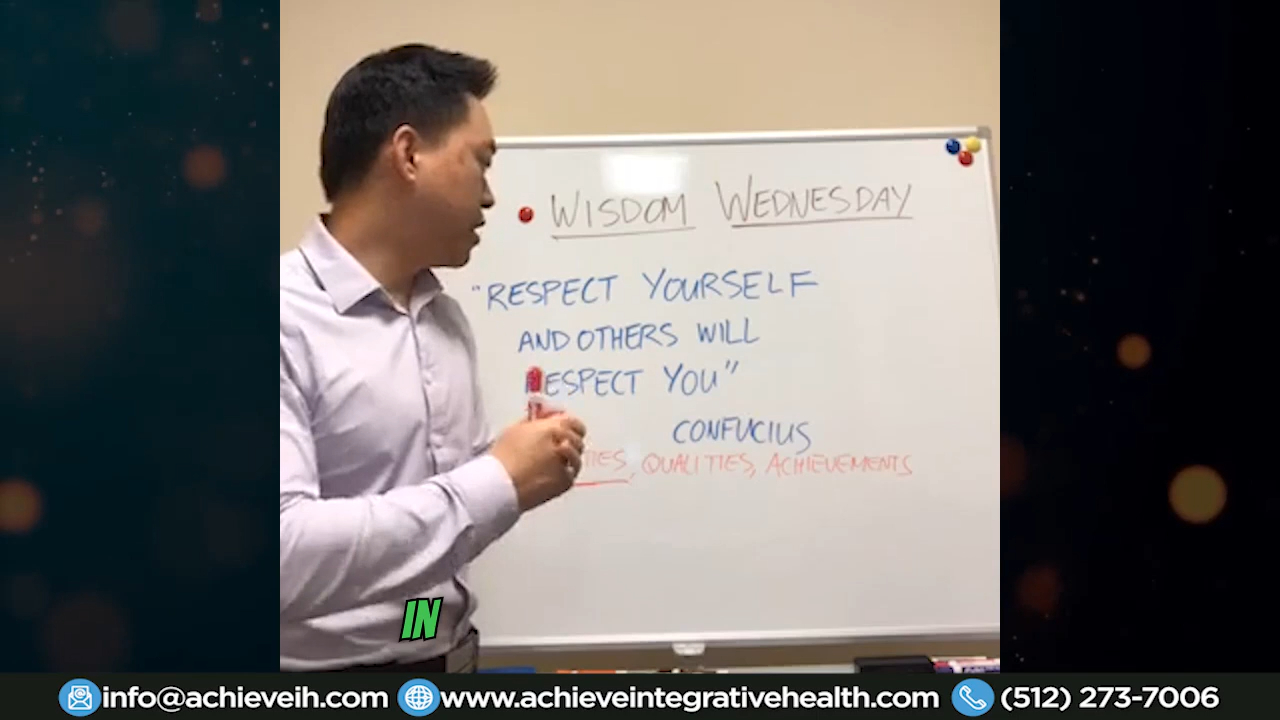 WISDOM WEDNESDAY
"RESPECT YOURSELF
AND OTHERS WILL
RESPECT YOU"
CONFUCIUS
QUALITIES, ACHIEVEMENTS
IN
info@achieveih.com www.achieveintegrativehealth.com (512) 273-7006